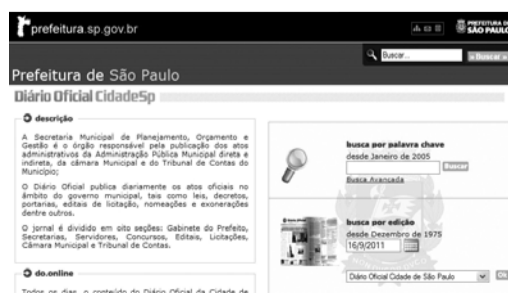 prefeitura.sp.gov.br
PREFEITURA DE
SÃO PAULO
Buscar...
» Buscar »
Prefeitura de São Paulo
Diário Oficial CidadeSp
descrição
A Secretaria Municipal de Planejamento, Orçamento e
Gestão é o órgão responsável pela publicação dos atos
administrativos da Administração Pública Municipal direta e
indireta, da câmara Municipal e do Tribunal de Contas do
Município;
O Diário Oficial publica diariamente os atos oficiais no
âmbito do governo municipal, tais como leis, decretos,
portarias, editais de licitação, nomeações e exonerações
dentre outros.
O jornal é dividido em oito seções: Gabinete do Prefeito,
Secretarias, Servidores, Concursos, Editais, Licitações,
Câmara Municipal e Tribunal de Contas.
do.online
Todos os dias, o conteúdo do Diário Oficial da Cidade de
busca por palavra chave
desde Janeiro de 2005
Buscar
Busca Avançada
busca por edição
desde Dezembro de 1975
16/9/2011
Diário Oficial Cidade de São Paulo
Ok